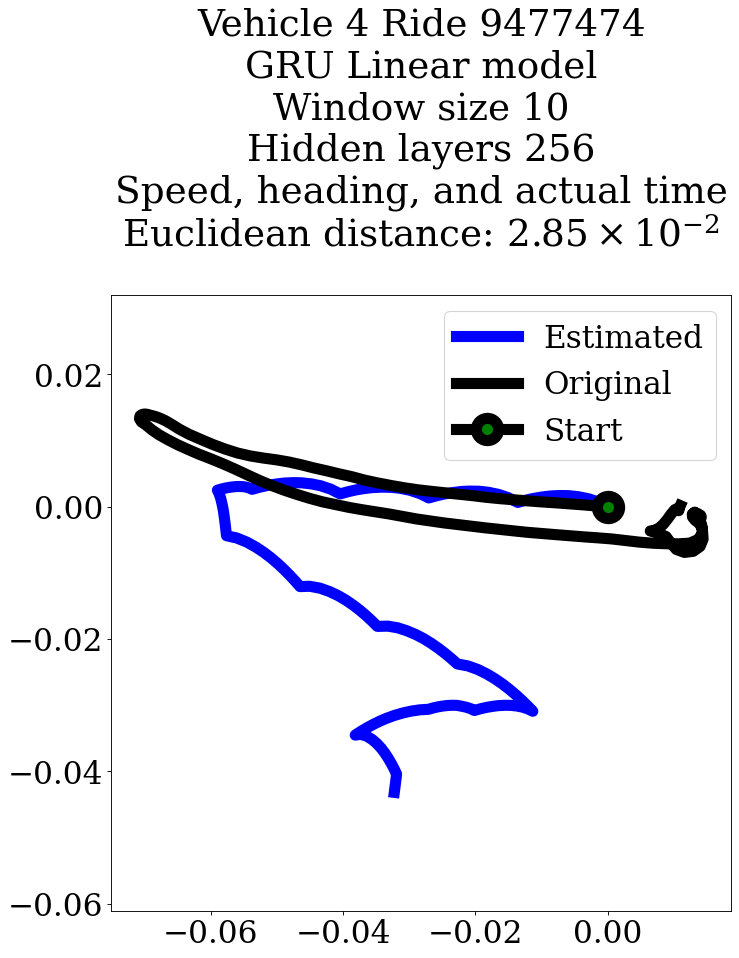 Vehicle 4 Ride 9477474
GRU Linear model
Window size 10
Hidden layers 256
Speed, heading, and actual time
Euclidean distance: 2.85 × 10⁻²
Estimated
Original
Start
0.02
0.00
−0.02
−0.04
−0.06
−0.06 −0.04 −0.02 0.00